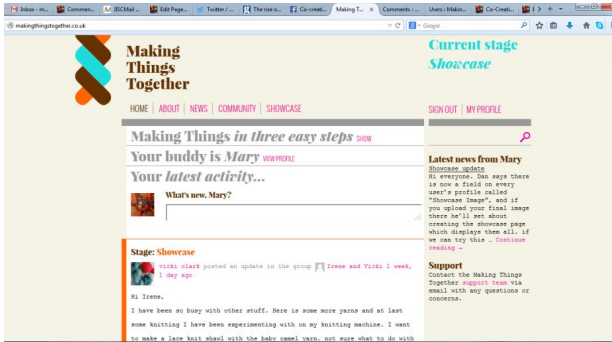 Inbox - m...
Commen...
JISCMail ...
Edit Page...
Twitter / ...
The rise o...
Co-creati...
Making T...
Comments ‹ ...
Users ‹ Makin...
Co-Creati...
makingthingstogether.co.uk
Google
Making
Things
Together
HOME | ABOUT | NEWS | COMMUNITY | SHOWCASE
Making Things in three easy steps SHOW
Your buddy is Mary VIEW PROFILE
Your latest activity...
What's new, Mary?
Stage: Showcase
vicki clark posted an update in the group Irene and Vicki 1 week,
1 day ago
Hi Irene,
I have been so busy with other stuff. Here is some more yarns and at last
some knitting I have been experimenting with on my knitting machine. I want
to make a lace knit shawl with the baby camel yarn. not sure what to do with
Current stage
Showcase
SIGN OUT | MY PROFILE
Latest news from Mary
Showcase update
Hi everyone. Dan says there
is now a field on every
user's profile called
"Showcase Image", and if
you upload your final image
there he'll set about
creating the showcase page
which displays them all. if
we can try this … Continue
reading →
Support
Contact the Making Things
Together support team via
email with any questions or
concerns.